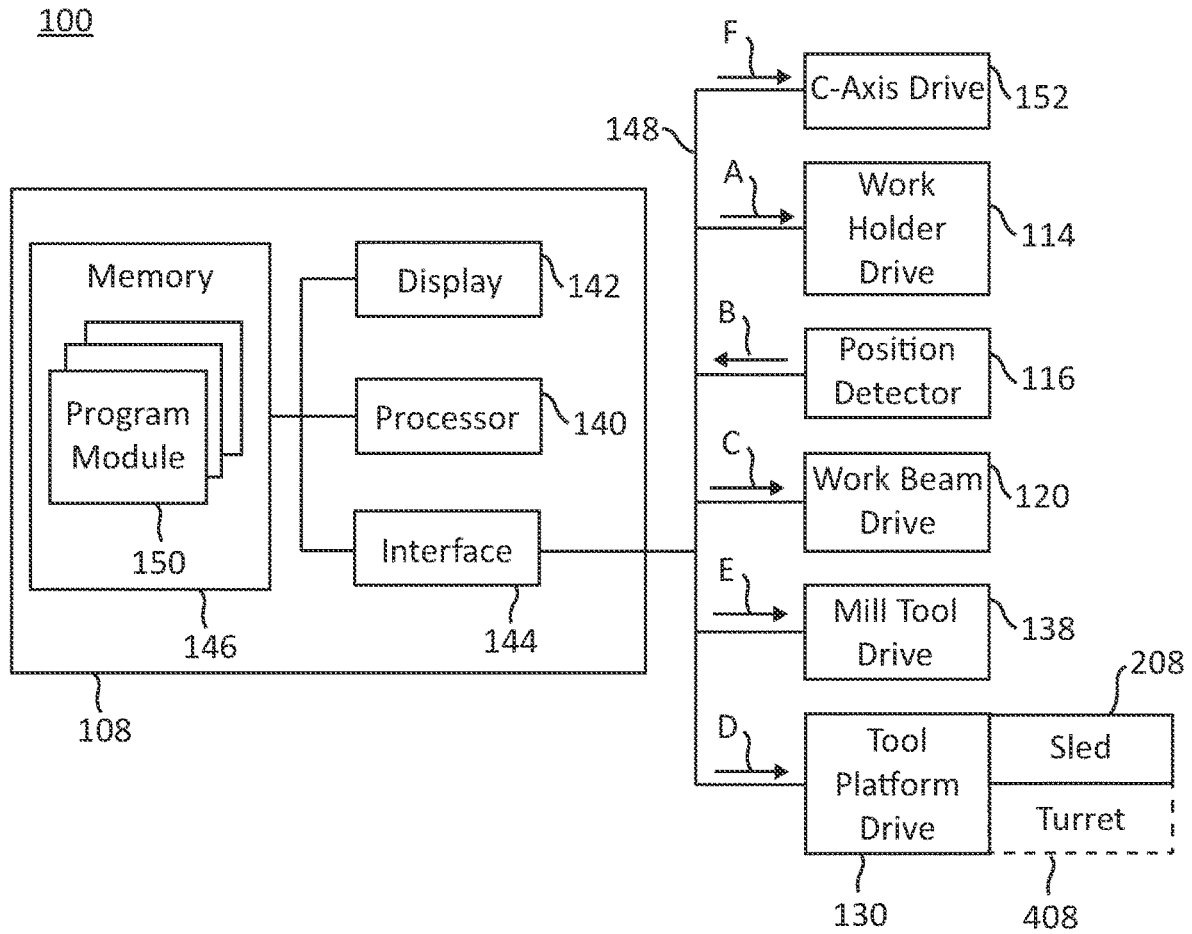 100
F
C-Axis Drive
152
148
A
Work
Holder
Drive
114
Memory
Display
142
B
Position
Detector
116
Program
Module
Processor
140
C
Work Beam
Drive
120
150
Interface
E
Mill Tool
Drive
138
146
144
208
108
D
Tool
Platform
Drive
Sled
Turret
130
408